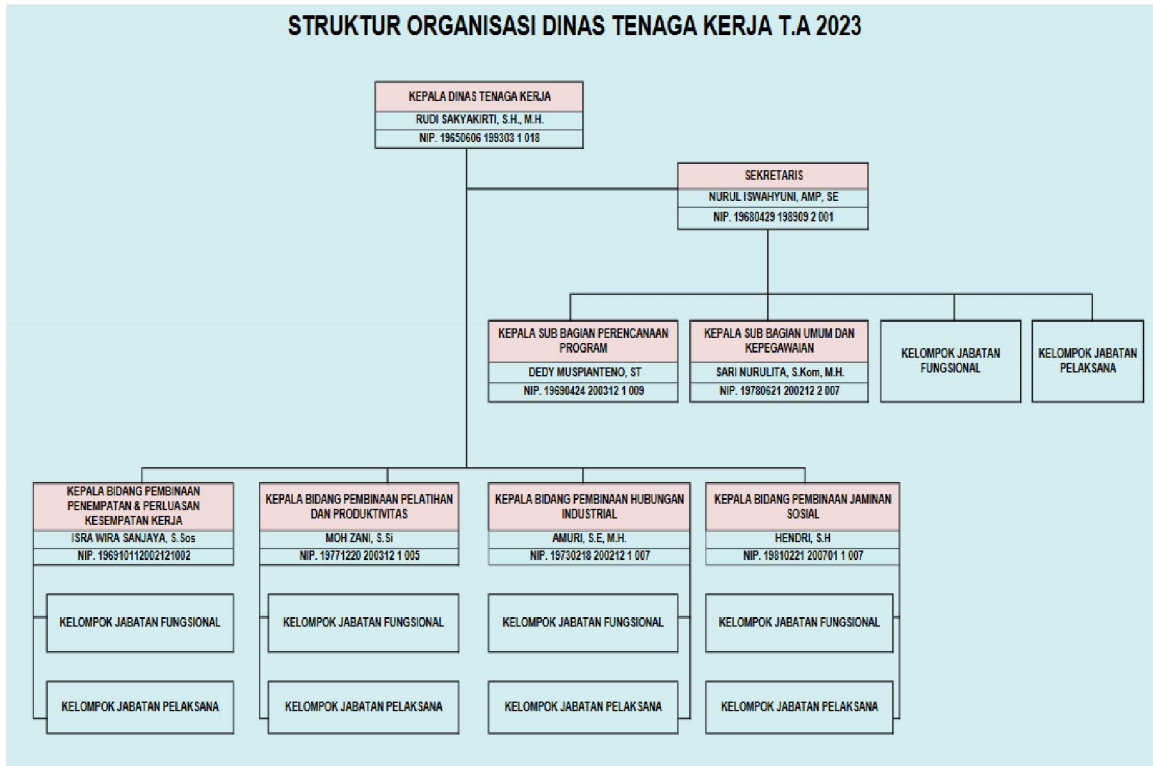 STRUKTUR ORGANISASI DINAS TENAGA KERJA T.A 2023
KEPALA DINAS TENAGA KERJA
RUDI SAKYAKIRTI, S.H., M.H.
NIP. 19650606 199303 1 018
SEKRETARIS
NURUL ISWAHYUNI, AMP, SE
NIP. 19680429 198909 2 001
KEPALA SUB BAGIAN PERENCANAAN
PROGRAM
DEDY MUSPIANTENO, ST
NIP. 19690424 200312 1 009
KEPALA SUB BAGIAN UMUM DAN
KEPEGAWAIAN
SARI NURULITA, S.Kom, M.H.
NIP. 19780621 200212 2 007
KELOMPOK JABATAN
FUNGSIONAL
KELOMPOK JABATAN
PELAKSANA
KEPALA BIDANG PEMBINAAN
PENEMPATAN & PERLUASAN
KESEMPATAN KERJA
ISRA WIRA SANJAYA, S.Sos
NIP. 196910112002121002
KELOMPOK JABATAN FUNGSIONAL
KELOMPOK JABATAN PELAKSANA
KEPALA BIDANG PEMBINAAN PELATIHAN
DAN PRODUKTIVITAS
MOH ZANI, S.Si
NIP. 19771220 200312 1 005
KELOMPOK JABATAN FUNGSIONAL
KELOMPOK JABATAN PELAKSANA
KEPALA BIDANG PEMBINAAN HUBUNGAN
INDUSTRIAL
AMURI, S.E, M.H.
NIP. 19730218 200212 1 007
KELOMPOK JABATAN FUNGSIONAL
KELOMPOK JABATAN PELAKSANA
KEPALA BIDANG PEMBINAAN JAMINAN
SOSIAL
HENDRI, S.H
NIP. 19810221 200701 1 007
KELOMPOK JABATAN FUNGSIONAL
KELOMPOK JABATAN PELAKSANA